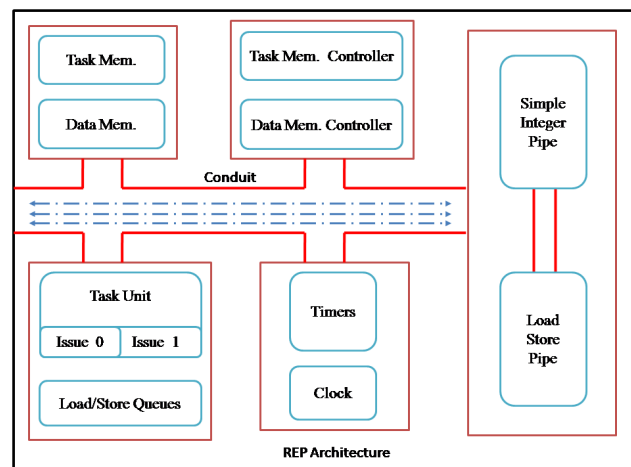 Task Mem.
Data Mem.
Task Mem. Controller
Data Mem. Controller
Simple
Integer
Pipe
Conduit
Task Unit
Issue 0
Issue 1
Load/Store Queues
Timers
Clock
Load
Store
Pipe
REP Architecture